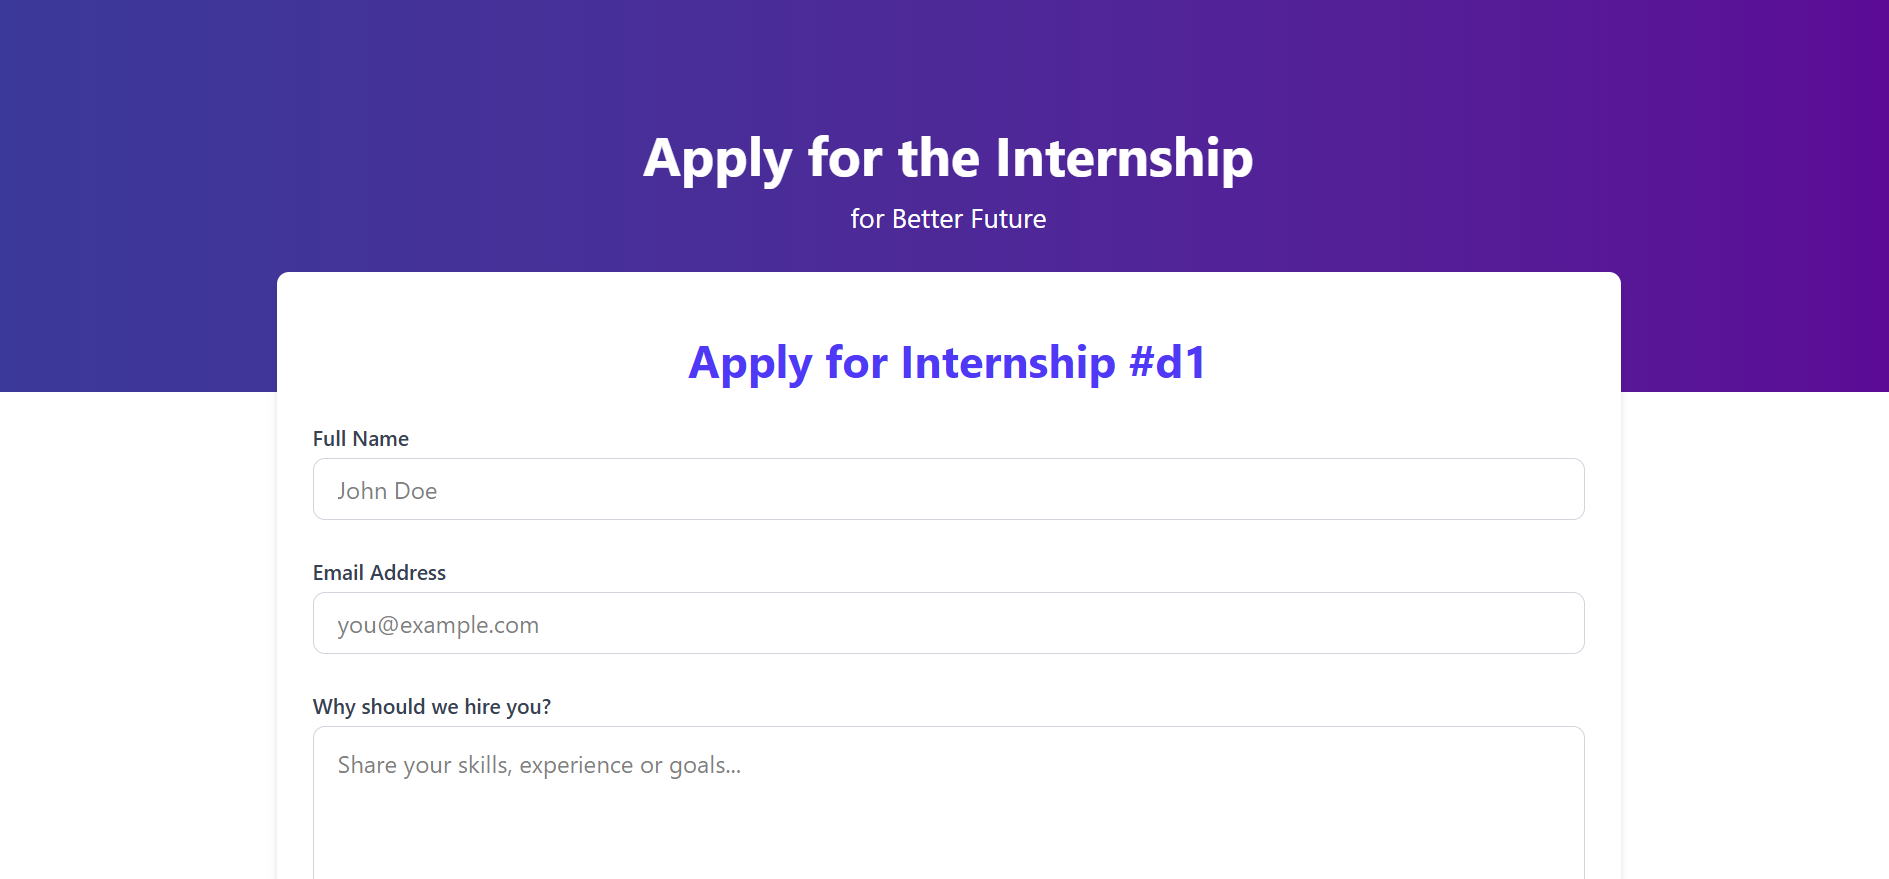 Apply for the Internship
for Better Future
Apply for Internship #d1
Full Name
John Doe
Email Address
you@example.com
Why should we hire you?
Share your skills, experience or goals...